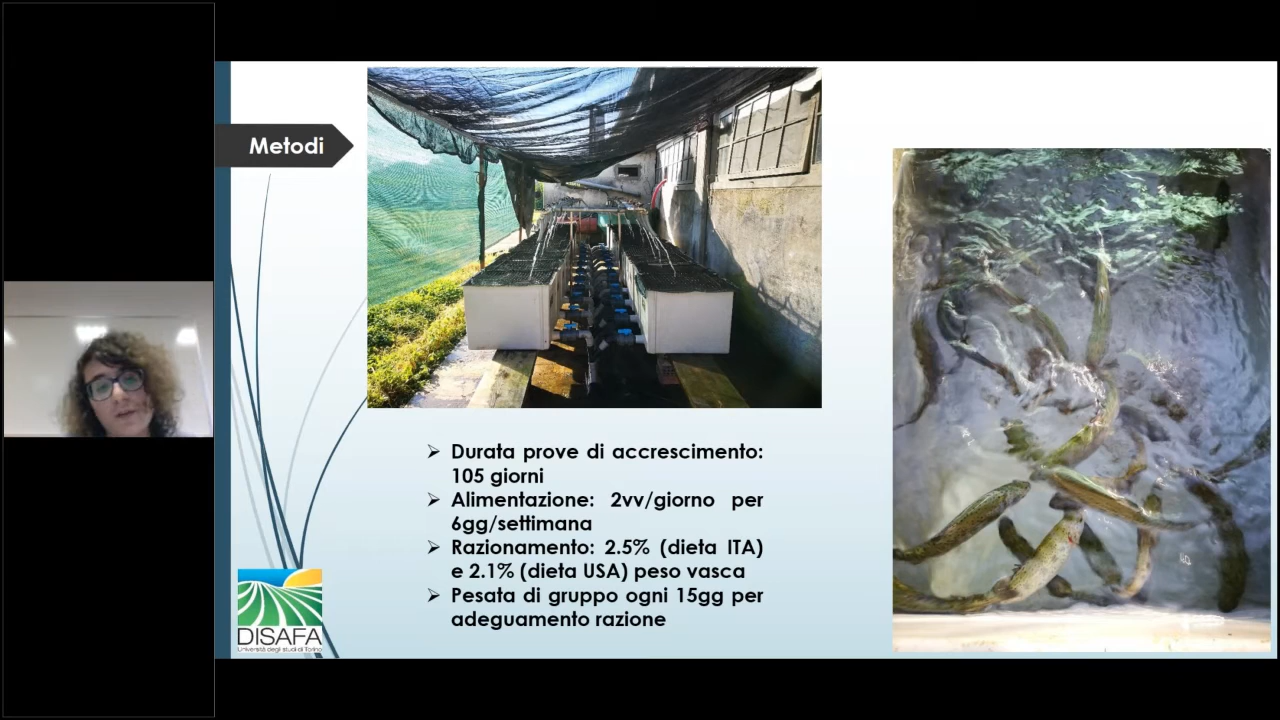 Metodi
Durata prove di accrescimento:
105 giorni
Alimentazione: 2vv/giorno per
6gg/settimana
Razionamento: 2.5% (dieta ITA)
e 2.1% (dieta USA) peso vasca
Pesata di gruppo ogni 15gg per
adeguamento razione
DISAFA
Università degli studi di Torino